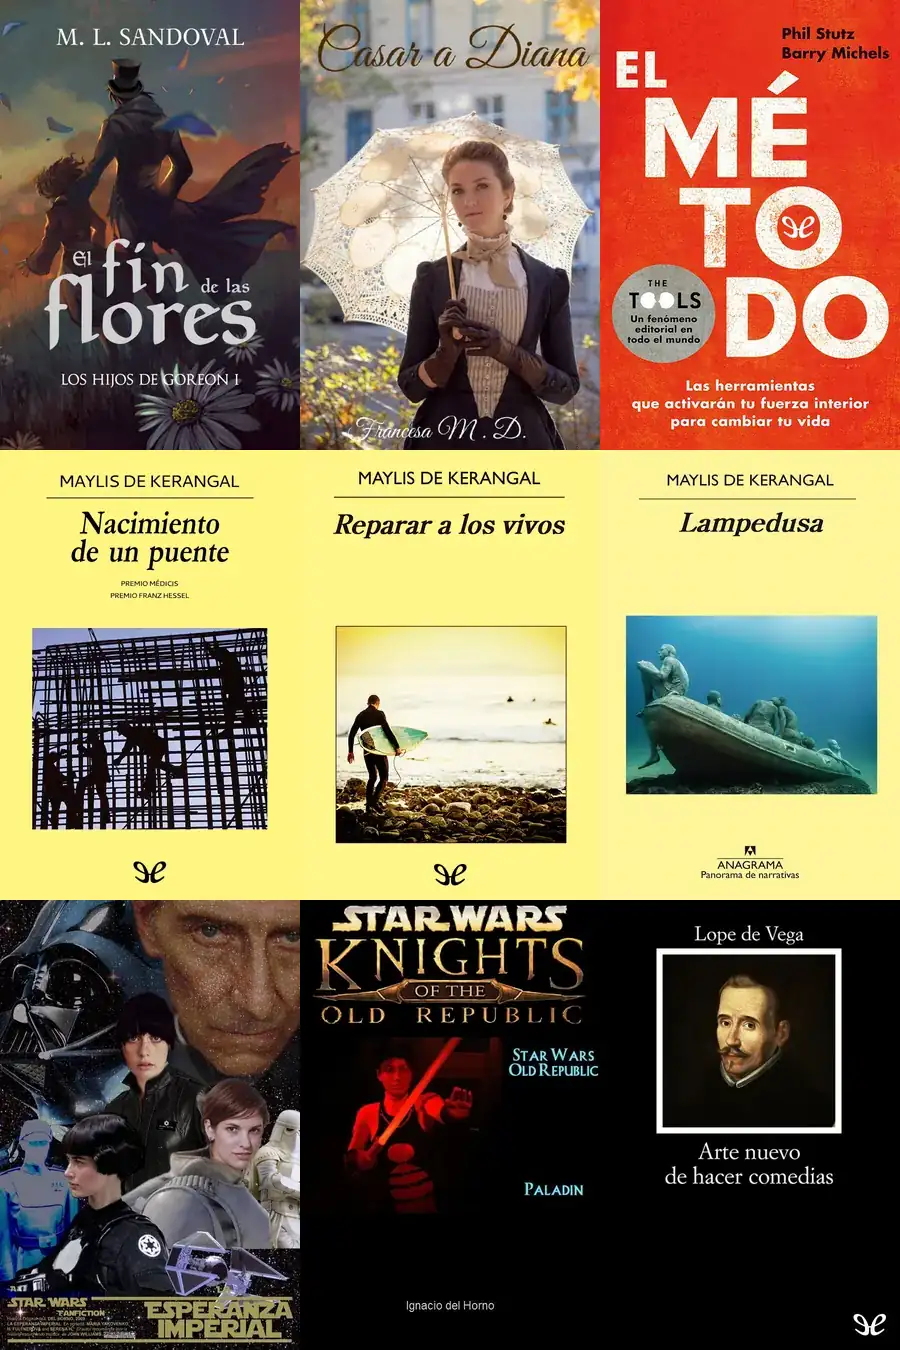 M. L. SANDOVAL
El fin de las
flores
LOS HIJOS DE GOREON I
Casar a Diana
Francesa M. D.
Phil Stutz
Barry Michels
EL
MÉ
TO
DO
THE
TOOLS
Un fenómeno
editorial en
todo el mundo
Las herramientas
que activarán tu fuerza interior
para cambiar tu vida
MAYLIS DE KERANGAL
Nacimiento
de un puente
PREMIO MÉDICIS
PREMIO FRANZ HESSEL
MAYLIS DE KERANGAL
Reparar a los vivos
MAYLIS DE KERANGAL
Lampedusa
ANAGRAMA
Panorama de narrativas
STAR WARS
FANFICTION
ESPERANZA
IMPERIAL
STAR WARS
KNIGHTS
OF THE
OLD REPUBLIC
STAR WARS
OLD REPUBLIC
PALADIN
Ignacio del Horno
Lope de Vega
Arte nuevo
de hacer comedias